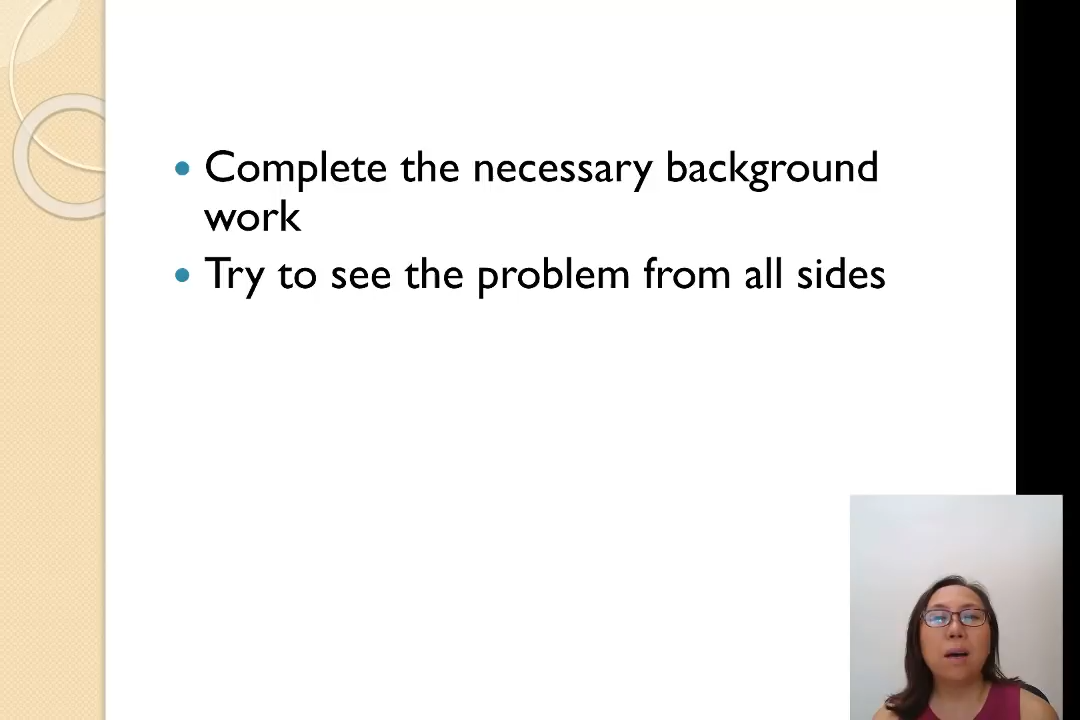 Complete the necessary background
work
Try to see the problem from all sides